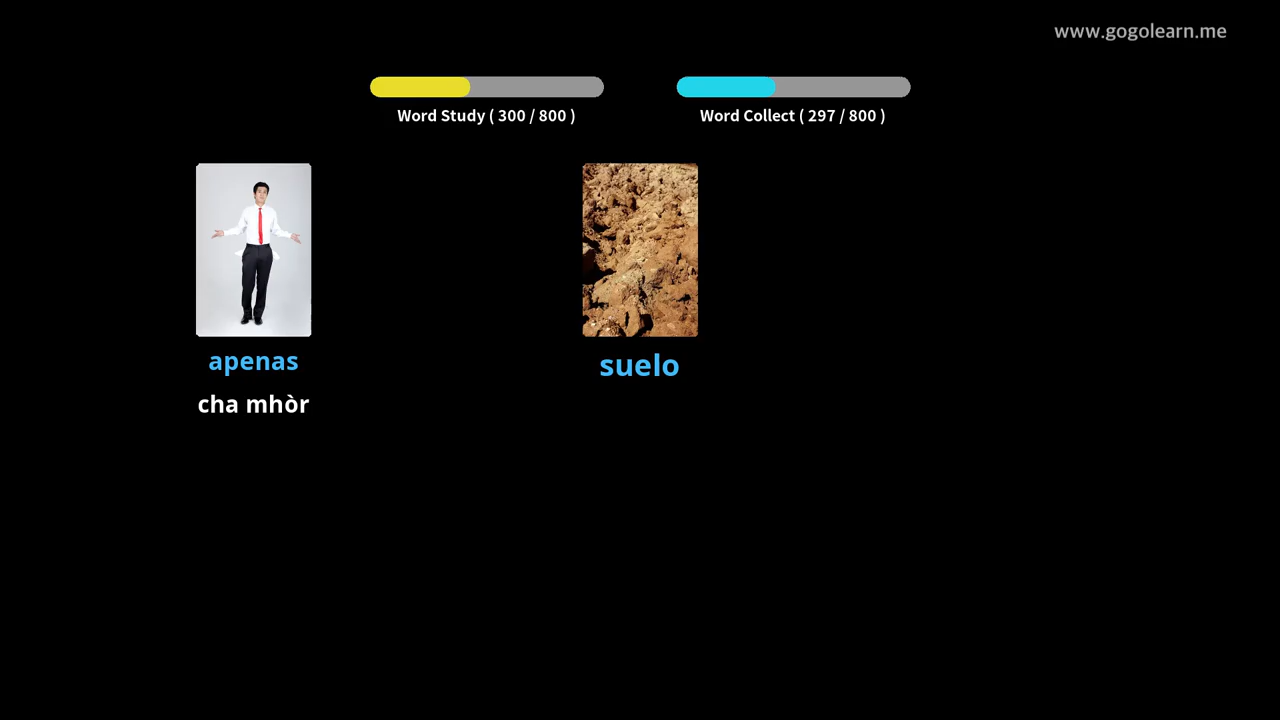 www.gogolearn.me
Word Study ( 300 / 800 )
Word Collect ( 297 / 800 )
apenas
cha mhòr
suelo